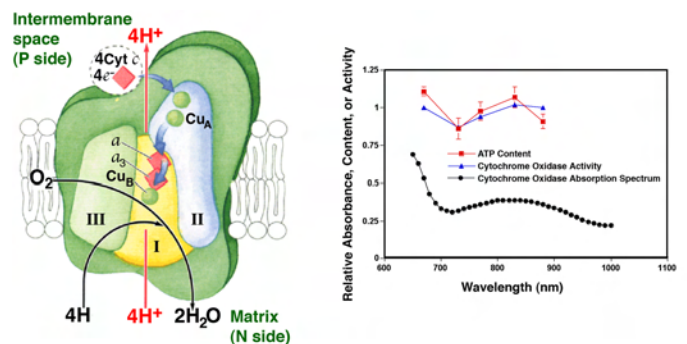 Intermembrane
space
(P side)
4H+
4Cyt c
4e-
CuA
a
a3
CuB
O2
III
II
I
4H
4H+
2H2O
Matrix
(N side)
Relative Absorbance, Content, or Activity
1.25
1
0.75
0.5
0.25
0
600
700
800
900
1000
1100
Wavelength (nm)
ATP Content
Cytochrome Oxidase Activity
Cytochrome Oxidase Absorption Spectrum